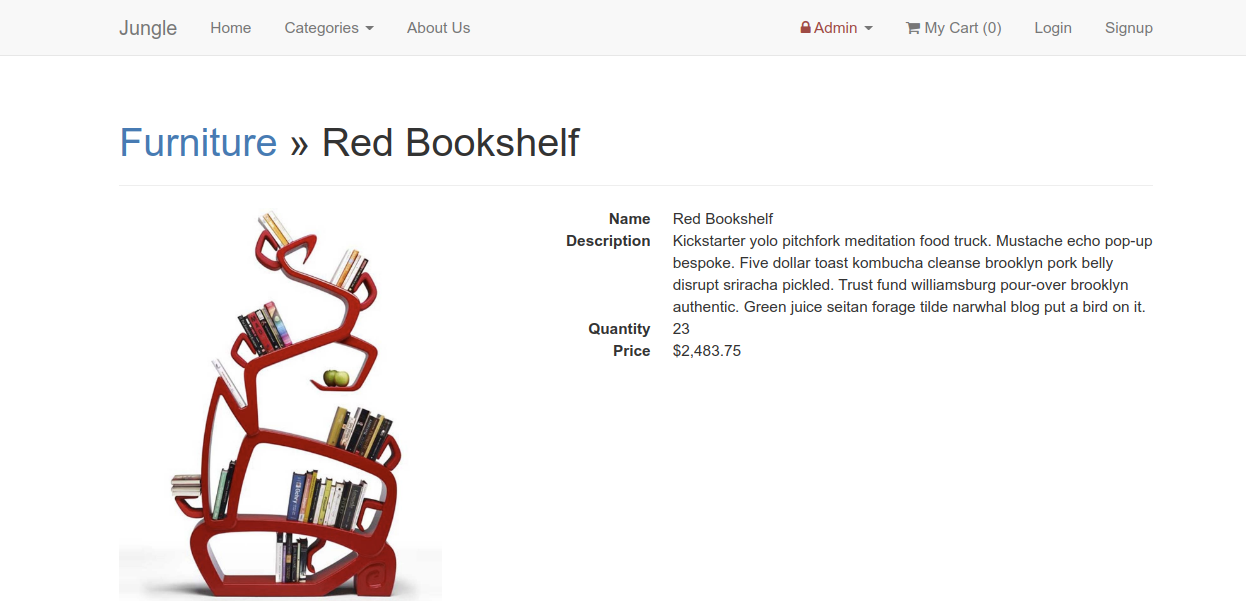 Jungle Home Categories About Us Admin My Cart (0) Login Signup
Furniture » Red Bookshelf
Name Red Bookshelf
Description Kickstarter yolo pitchfork meditation food truck. Mustache echo pop-up
bespoke. Five dollar toast kombucha cleanse brooklyn pork belly
disrupt sriracha pickled. Trust fund williamsburg pour-over brooklyn
authentic. Green juice seitan forage tilde narwhal blog put a bird on it.
Quantity 23
Price $2,483.75